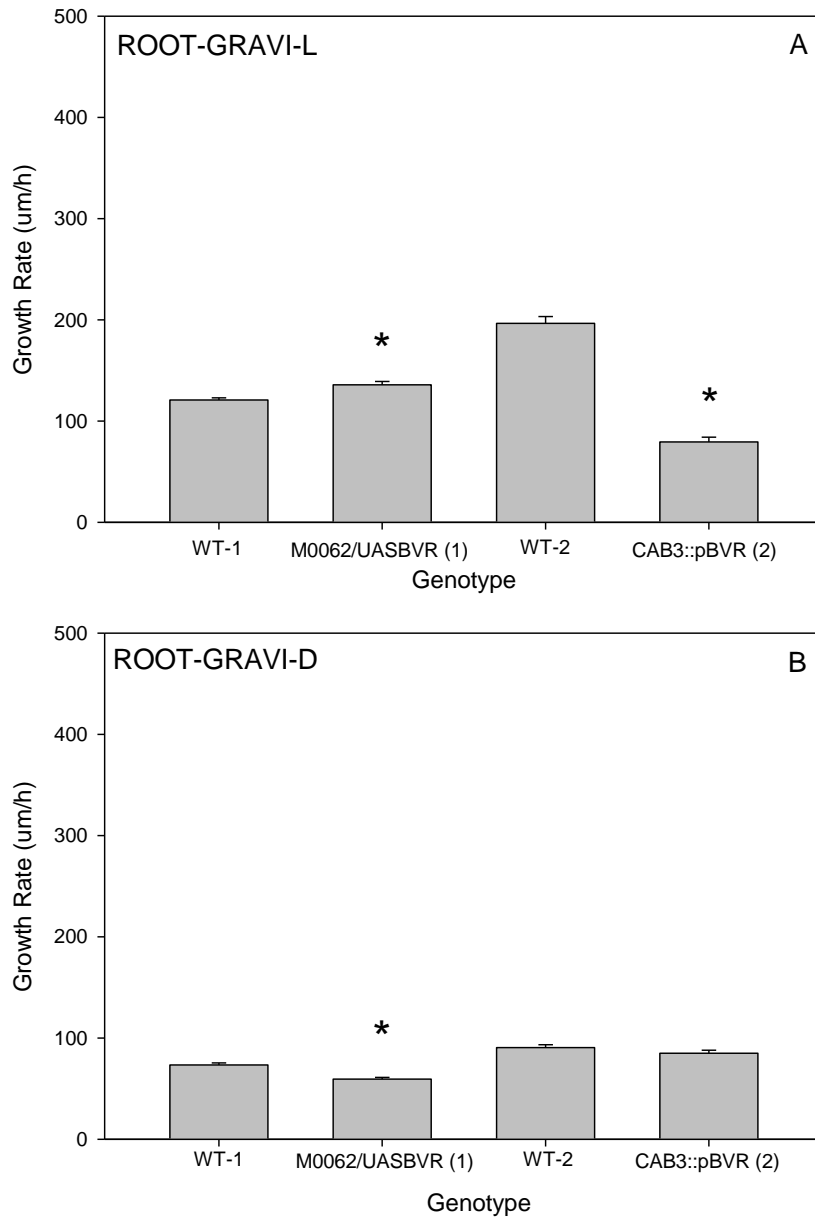 ROOT-GRAVI-L
A
500
400
300
200
100
0
Growth Rate (um/h)
*
*
WT-1
M0062/UASBVR (1)
WT-2
CAB3::pBVR (2)
Genotype
ROOT-GRAVI-D
B
500
400
300
200
100
0
Growth Rate (um/h)
*
WT-1
M0062/UASBVR (1)
WT-2
CAB3::pBVR (2)
Genotype